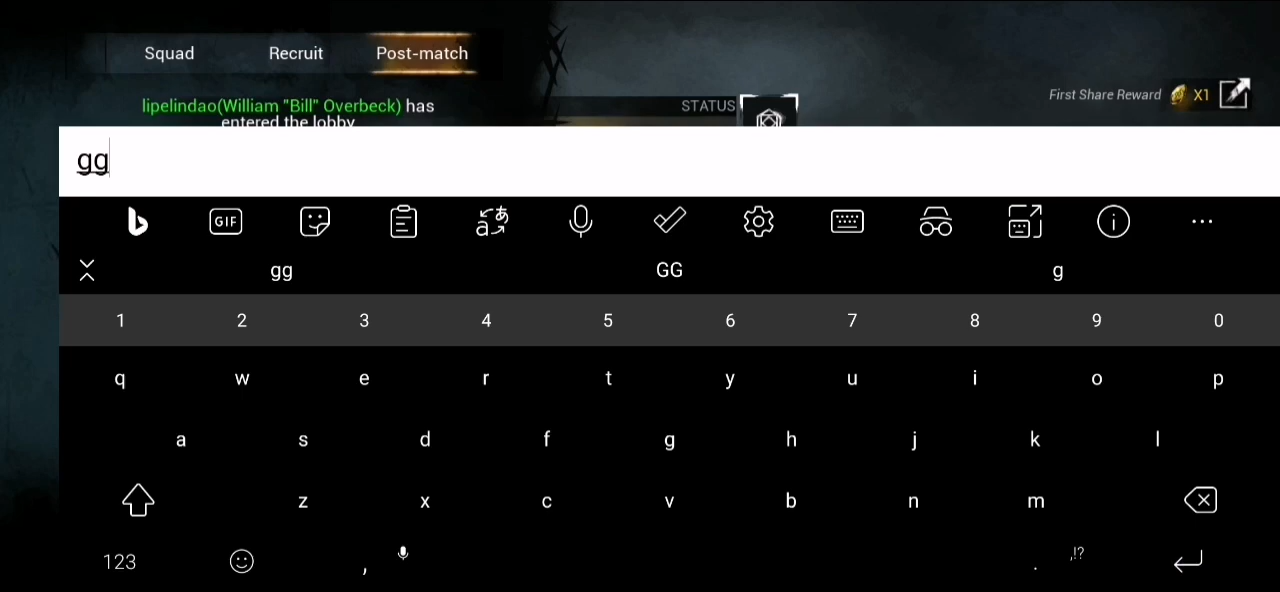 Squad Recruit Post-match
lipelindao(William "Bill" Overbeck) has
entered the lobby
STATUS
First Share Reward X1
gg
GIF
gg GG g
1 2 3 4 5 6 7 8 9 0
q w e r t y u i o p
a s d f g h j k l
z x c v b n m
123 , . ,!?